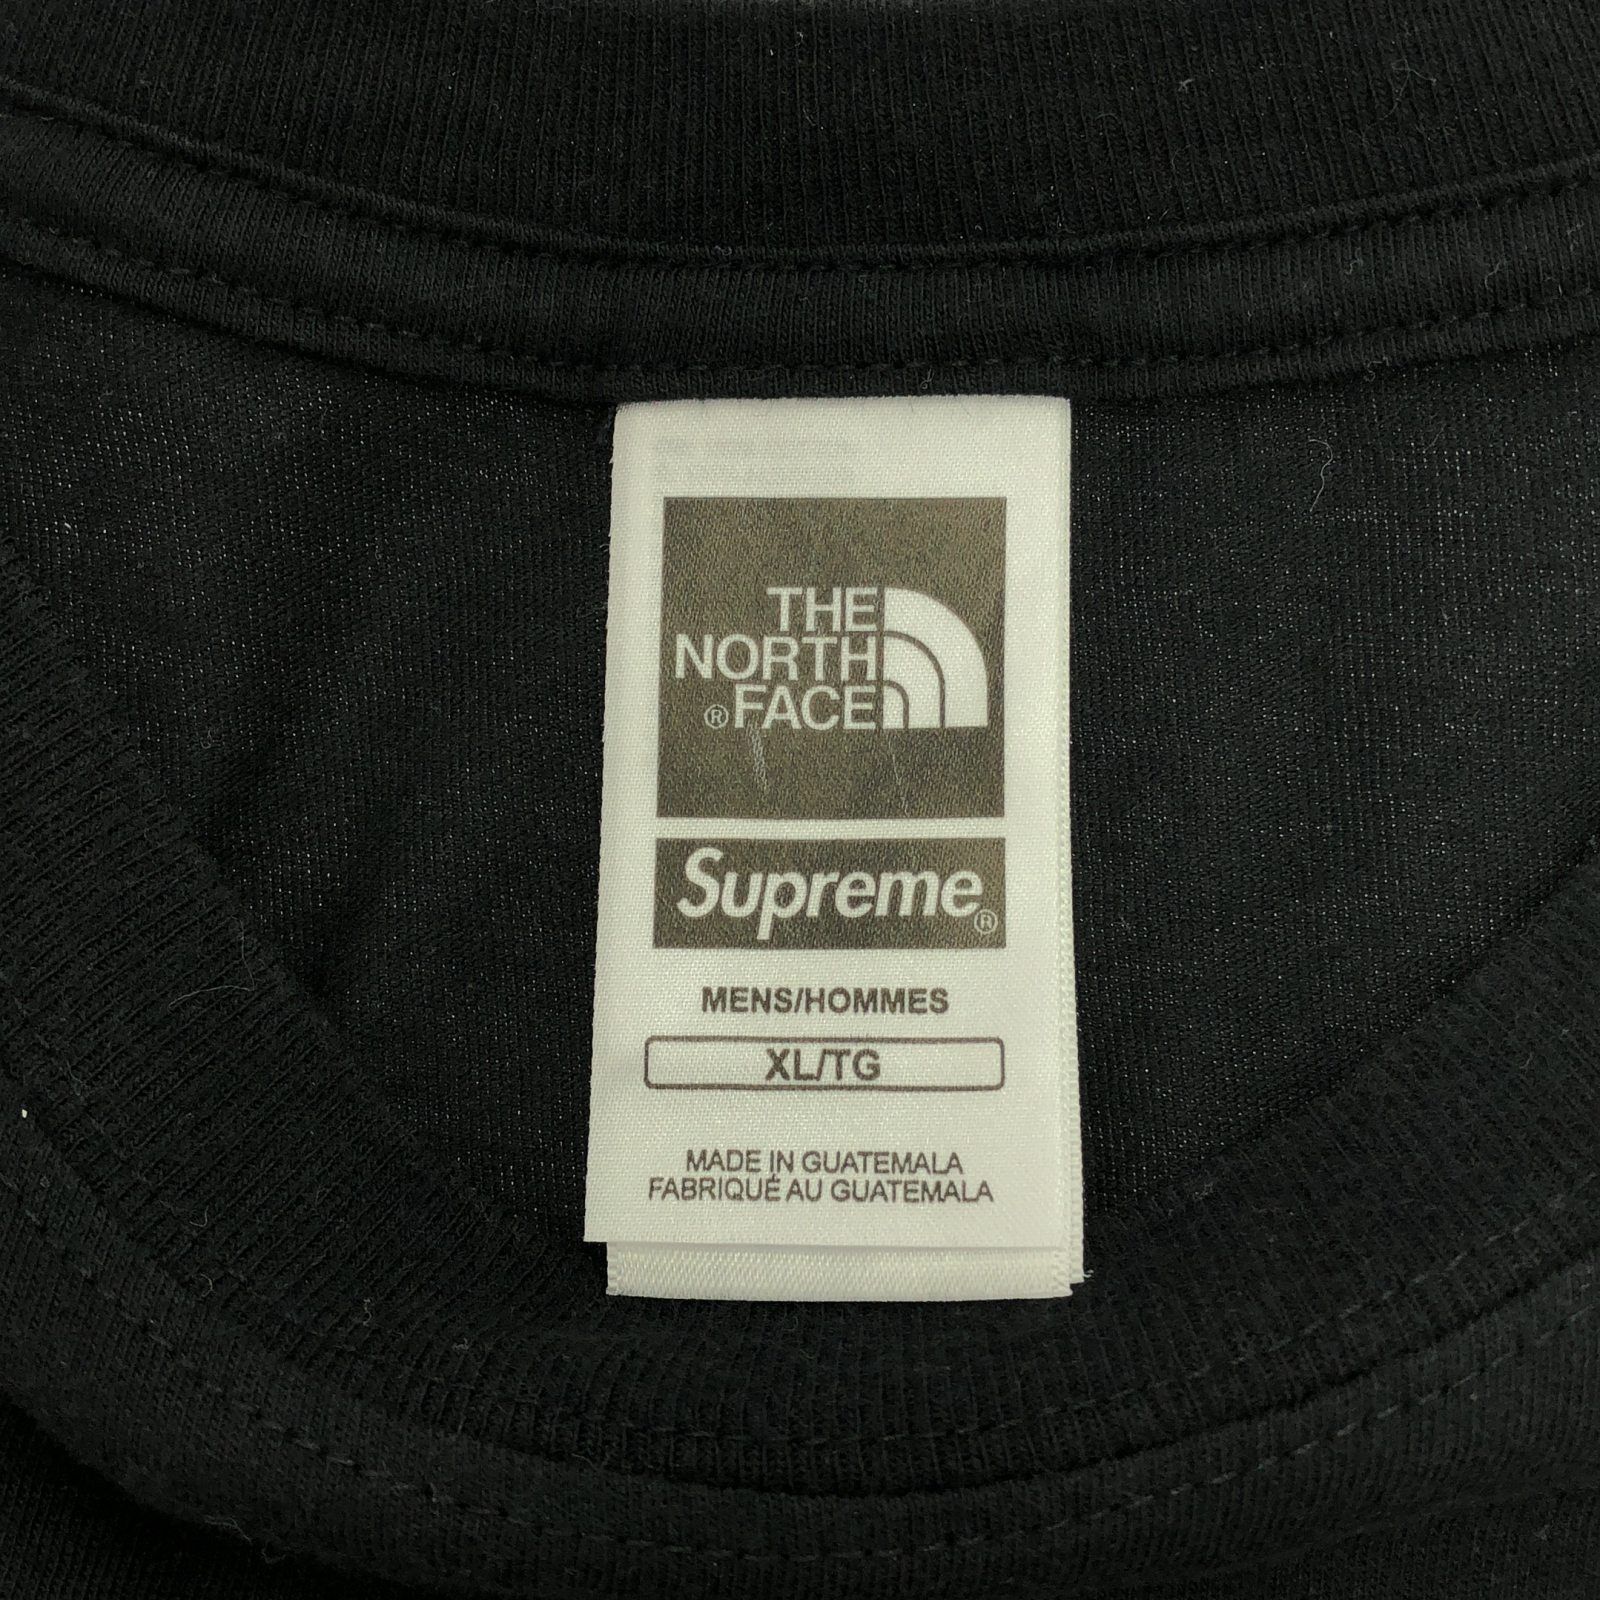 THE
NORTH
®FACE
Supreme®
MENS/HOMMES
XL/TG
MADE IN GUATEMALA
FABRIQUÉ AU GUATEMALA